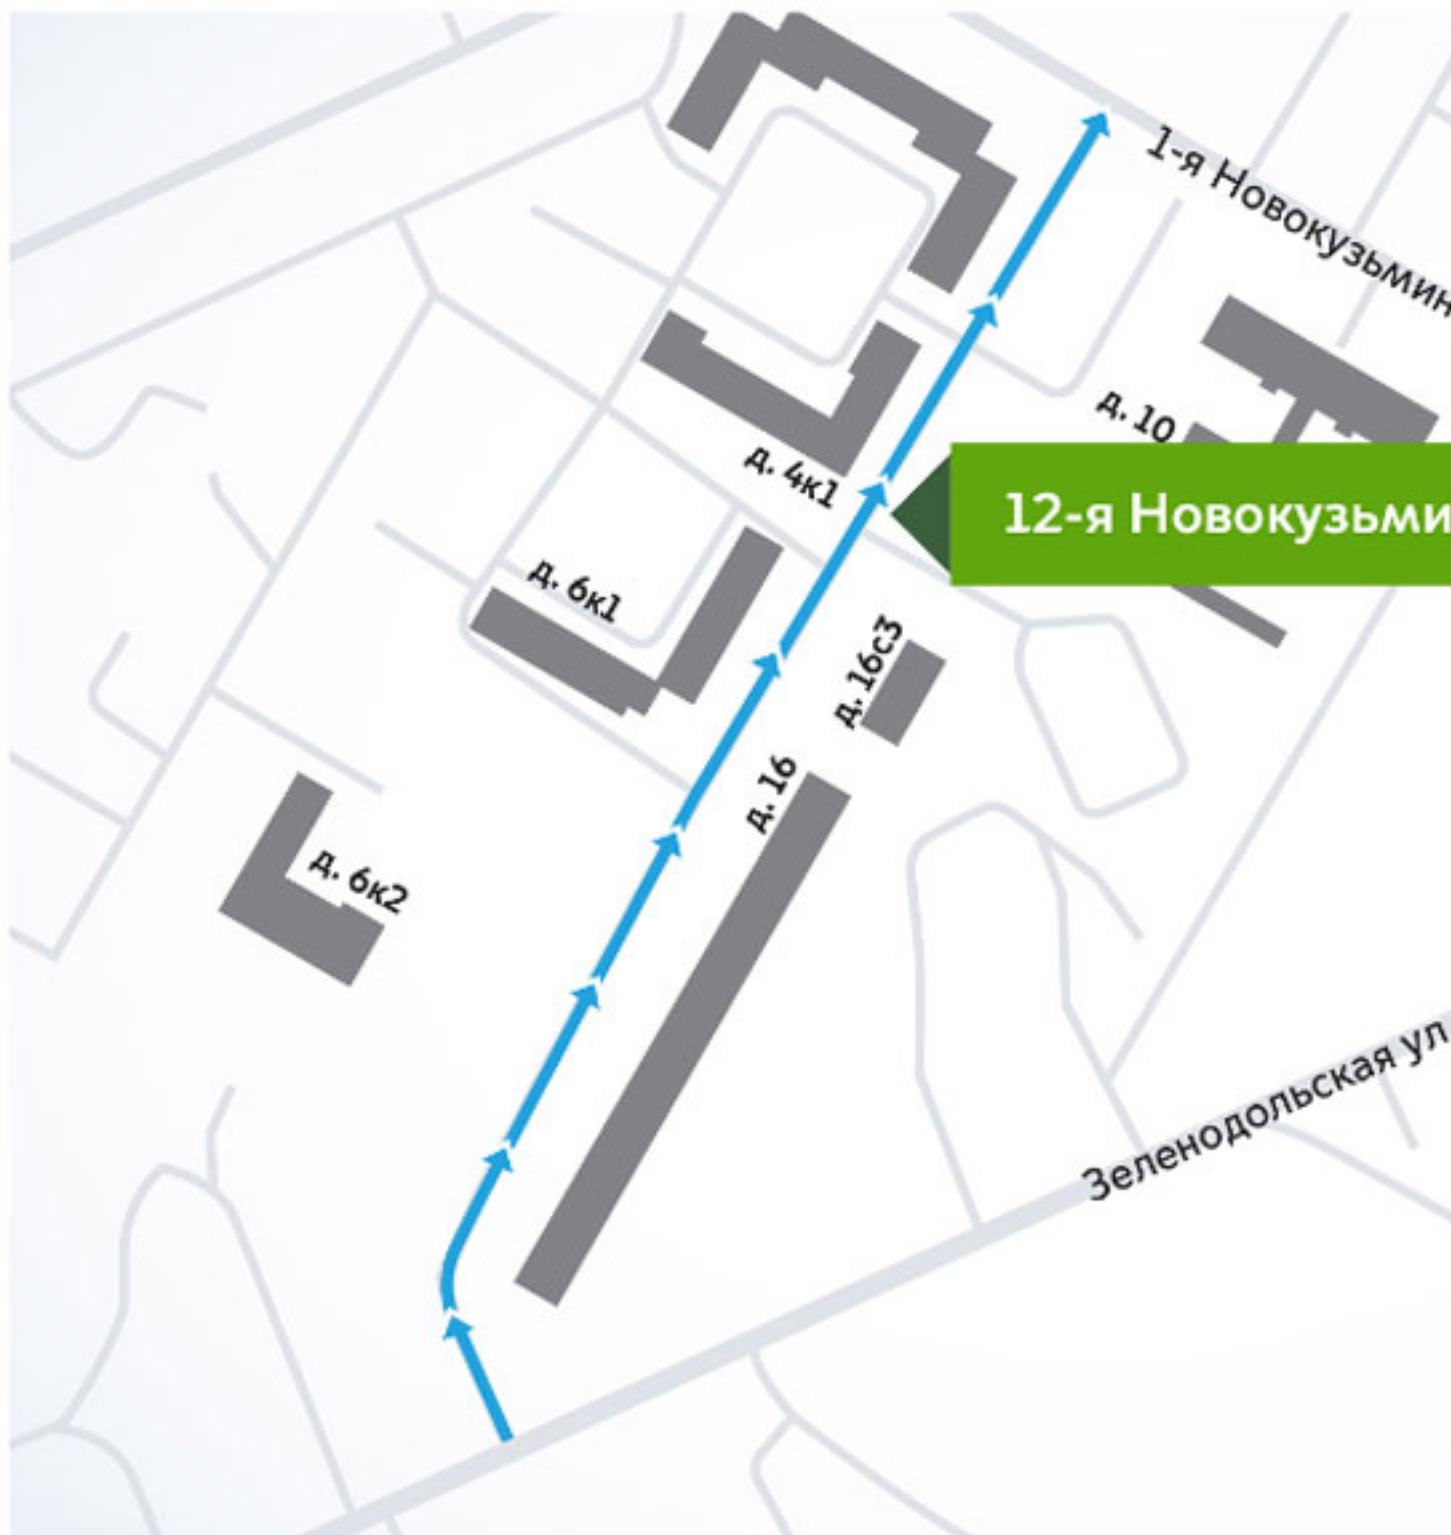 1-я Новокузьмин
д. 10
д. 4к1
12-я Новокузьми
д. 6к1
д. 16с3
д. 16
д. 6к2
Зеленодольская ул